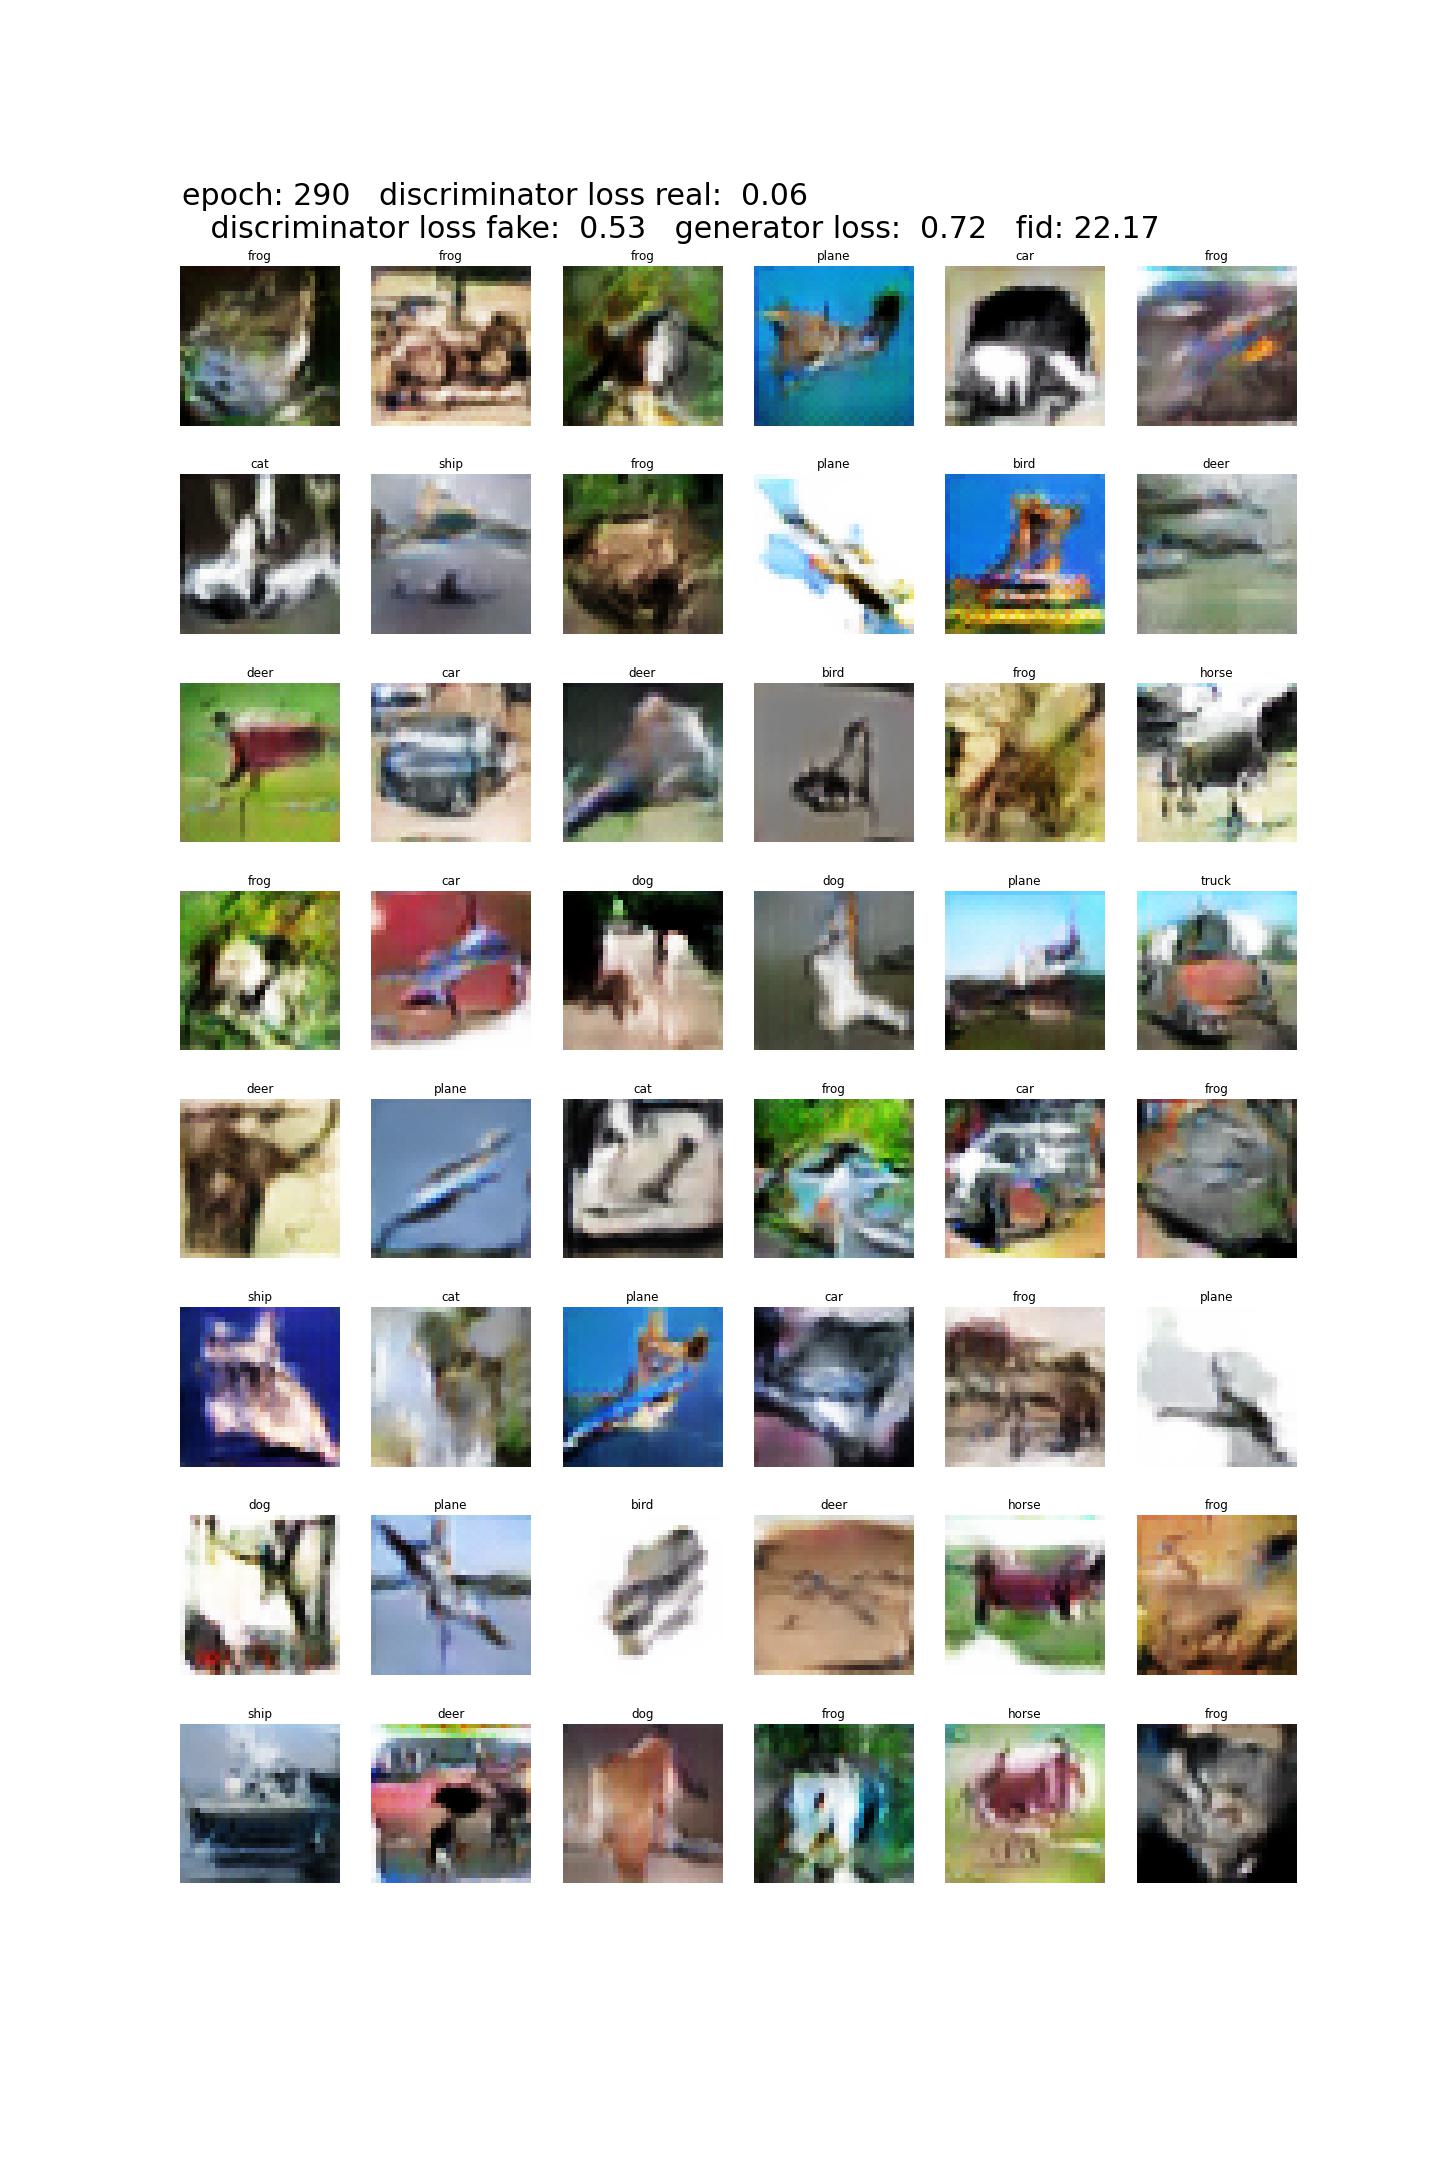 epoch: 290 discriminator loss real: 0.06
discriminator loss fake: 0.53 generator loss: 0.72 fid: 22.17
frog frog frog plane car frog
cat ship frog plane bird deer
deer car deer bird frog horse
frog car dog dog plane truck
deer plane cat frog car frog
ship cat plane car frog plane
dog plane bird deer horse frog
ship deer dog frog horse frog